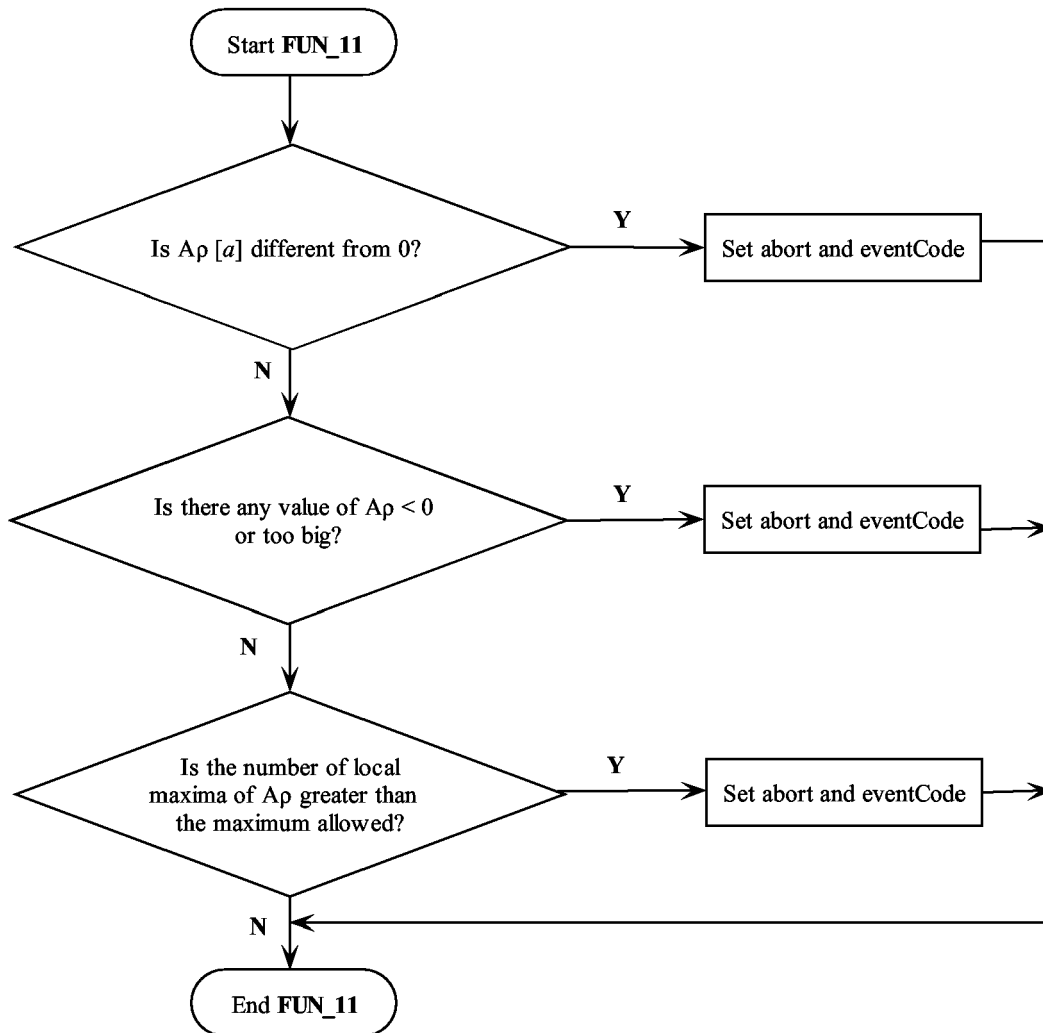 Start FUN_11
Is Aρ [a] different from 0?
Y
Set abort and eventCode
N
Is there any value of Aρ < 0
or too big?
Y
Set abort and eventCode
N
Is the number of local
maxima of Aρ greater than
the maximum allowed?
Y
Set abort and eventCode
N
End FUN_11